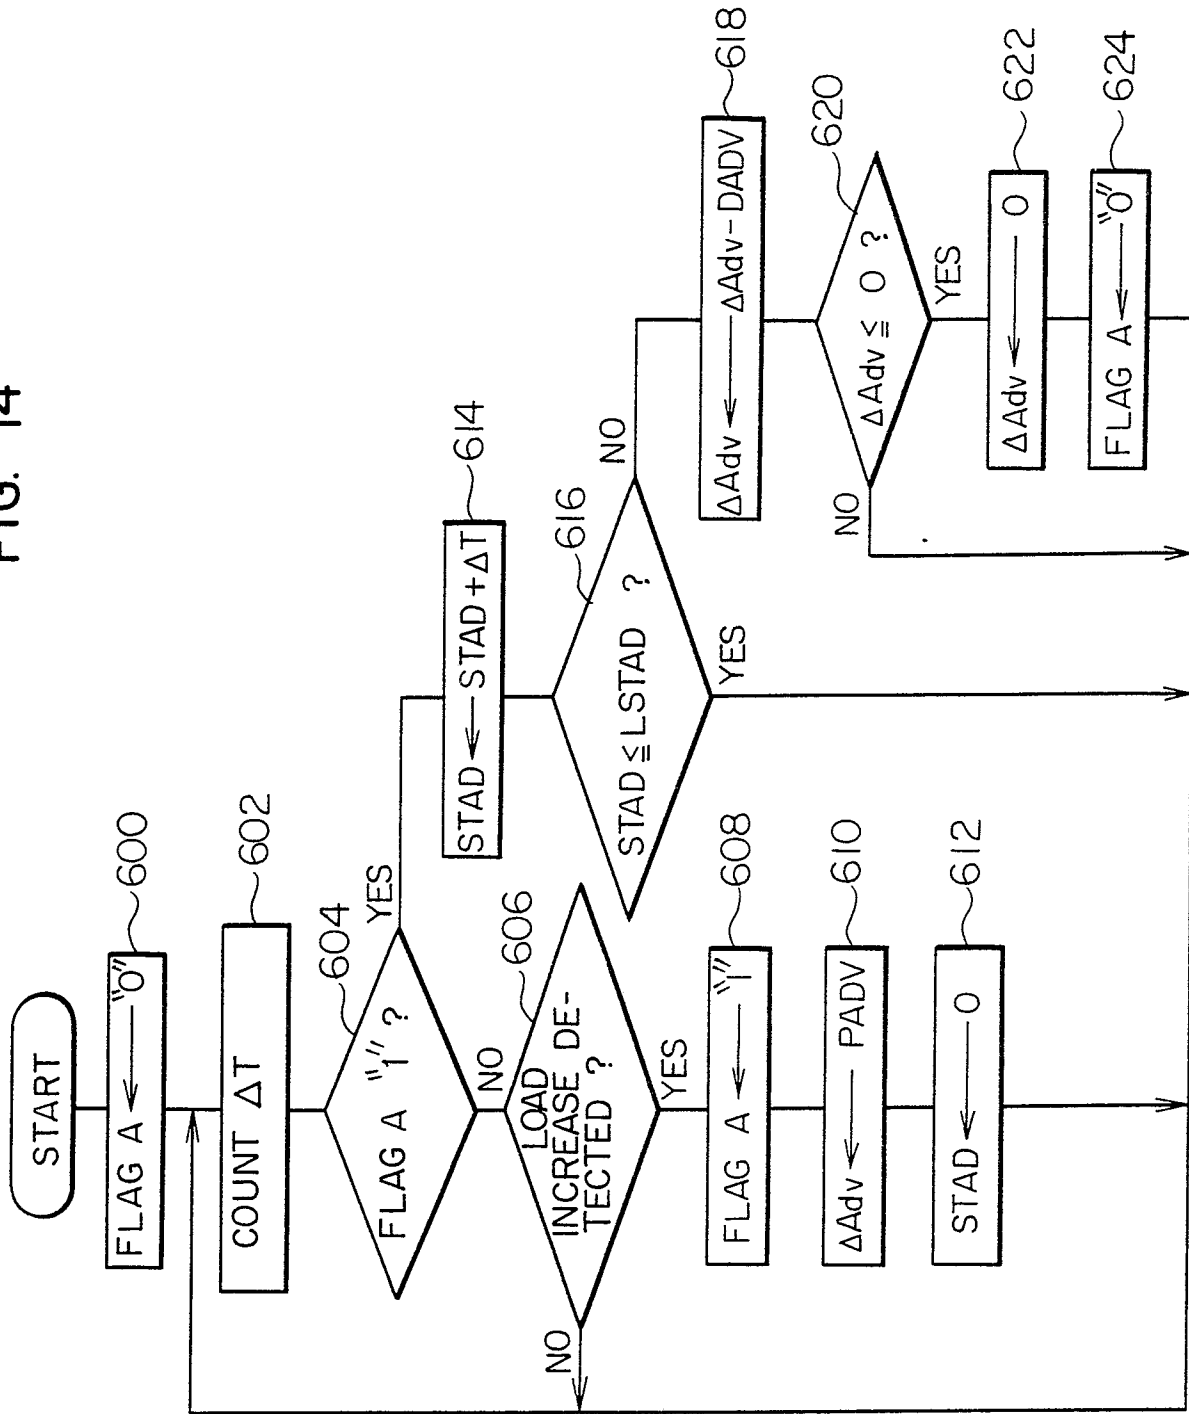 FIG. 14
START
FLAG A ← "0"
600
COUNT ΔT
602
FLAG A "1" ?
604
YES
NO
LOAD
INCREASE DE-
TECTED ?
606
NO
YES
FLAG A ← "1"
608
ΔAdv ← PADV
610
STAD ← 0
612
STAD ← STAD + ΔT
614
STAD ≦ LSTAD ?
616
NO
YES
ΔAdv ← ΔAdv - DADV
618
ΔAdv ≦ 0 ?
620
NO
YES
ΔAdv ← 0
622
FLAG A ← "0"
624